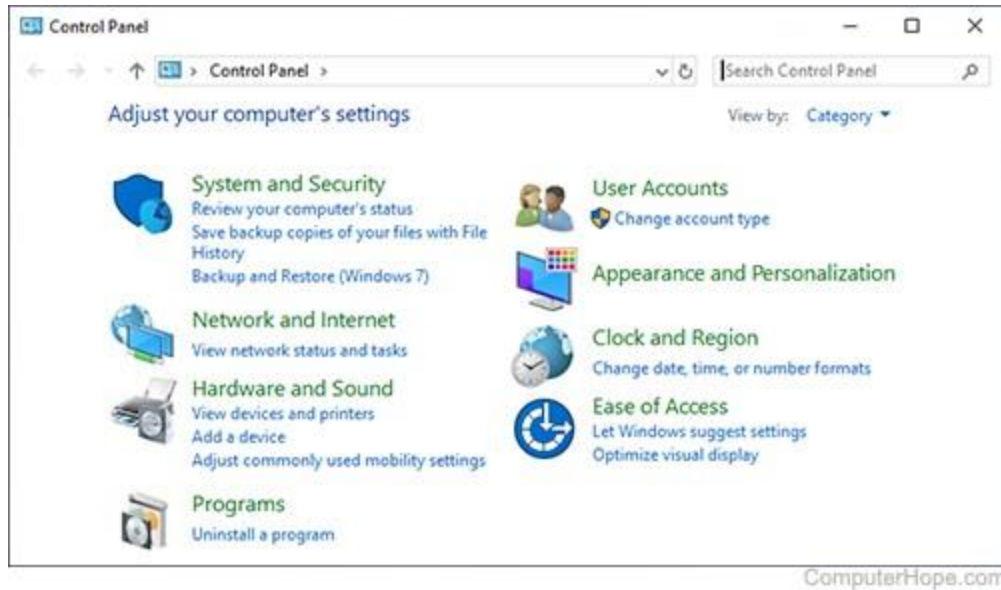 Control Panel
Control Panel
Search Control Panel
Adjust your computer's settings
View by: Category
System and Security
Review your computer's status
Save backup copies of your files with File
History
Backup and Restore (Windows 7)
Network and Internet
View network status and tasks
Hardware and Sound
View devices and printers
Add a device
Adjust commonly used mobility settings
Programs
Uninstall a program
User Accounts
Change account type
Appearance and Personalization
Clock and Region
Change date, time, or number formats
Ease of Access
Let Windows suggest settings
Optimize visual display
ComputerHope.com